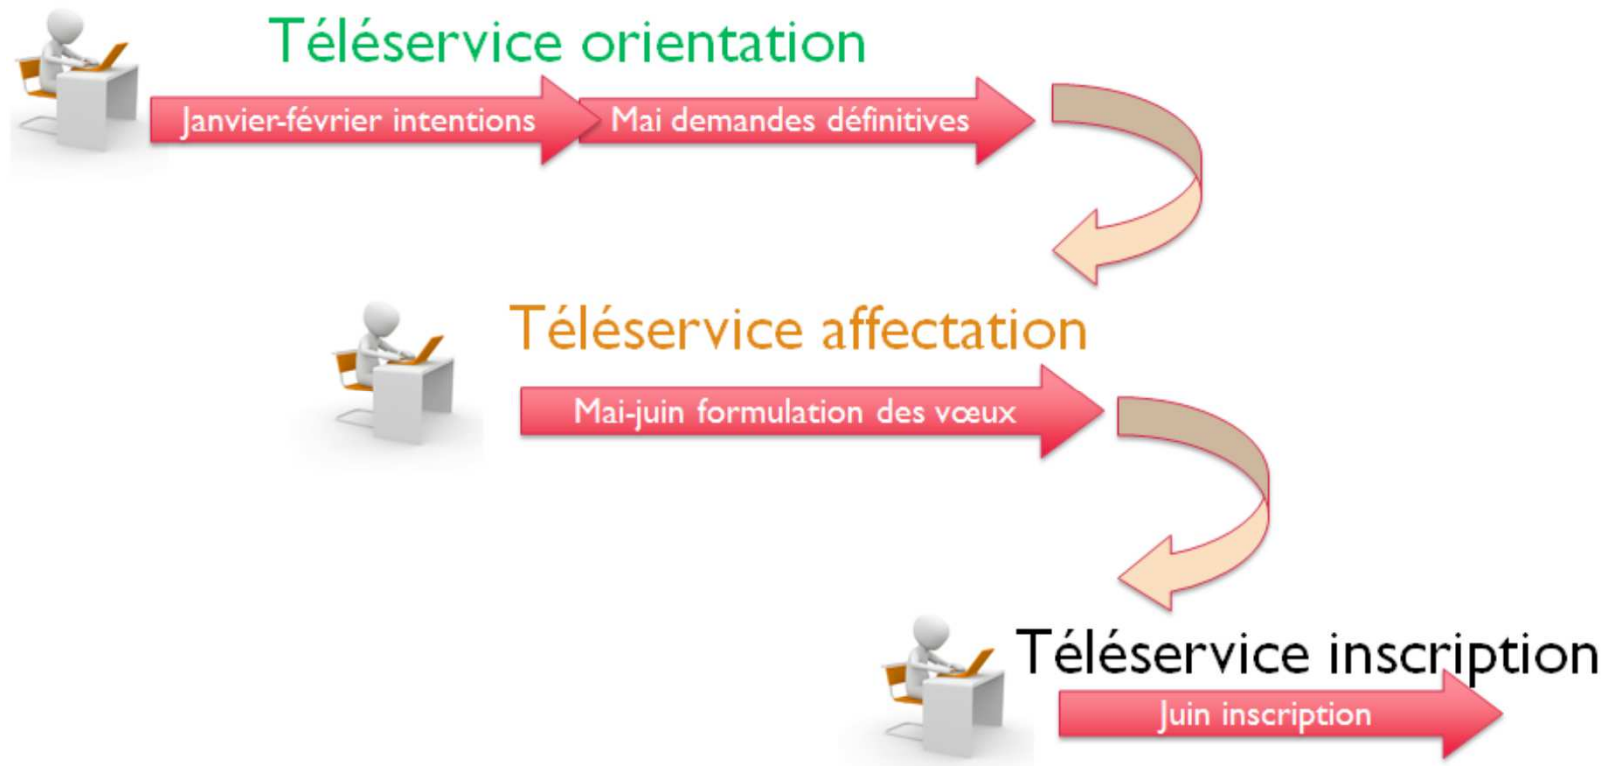 Téléservice orientation
Janvier-février intentions
Mai demandes définitives
Téléservice affectation
Mai-juin formulation des vœux
Téléservice inscription
Juin inscription